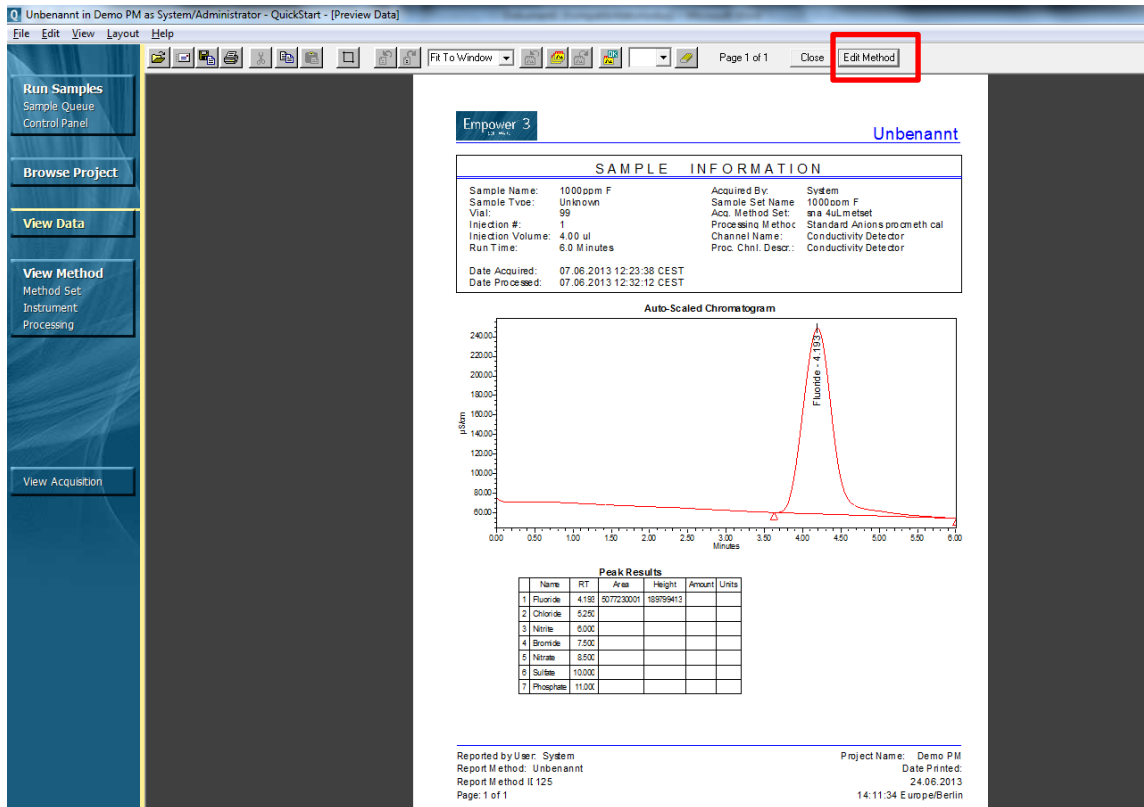 Unbenannt in Demo PM as System/Administrator - QuickStart - [Preview Data]
File Edit View Layout Help
Fit To Window Page 1 of 1 Close Edit Method
Run Samples
Sample Queue
Control Panel
Browse Project
View Data
View Method
Method Set
Instrument
Processing
View Acquisition
Empower 3
Unbenannt
SAMPLE INFORMATION
Sample Name: 1000ppm F Acquired By: System
Sample Type: Unknown Sample Set Name 1000ppm F
Vial: 99 Acq. Method Set: sna 4uL metset
Injection #: 1 Processing Method Standard Anions procmeth cal
Injection Volume: 4.00 ul Channel Name: Conductivity Detector
Run Time: 6.0 Minutes Proc. Chnl. Descr.: Conductivity Detector
Date Acquired: 07.06.2013 12:23:38 CEST
Date Processed: 07.06.2013 12:32:12 CEST
Auto-Scaled Chromatogram
240.00
220.00
200.00
180.00
160.00
140.00
120.00
100.00
80.00
60.00
µS/cm
Fluoride - 4.193
0.00 0.50 1.00 1.50 2.00 2.50 3.00 3.50 4.00 4.50 5.00 5.50 6.00
Minutes
Peak Results
Name RT Area Height Amount Units
1 Fluoride 4.193 5077230001 189799413
2 Chloride 5.250
3 Nitrite 6.000
4 Bromide 7.500
5 Nitrate 8.500
6 Sulfate 10.000
7 Phosphate 11.000
Reported by User: System Project Name: Demo PM
Report Method: Unbenannt Date Printed:
Report Method II 125 24.06.2013
Page: 1 of 1 14:11:34 Europe/Berlin